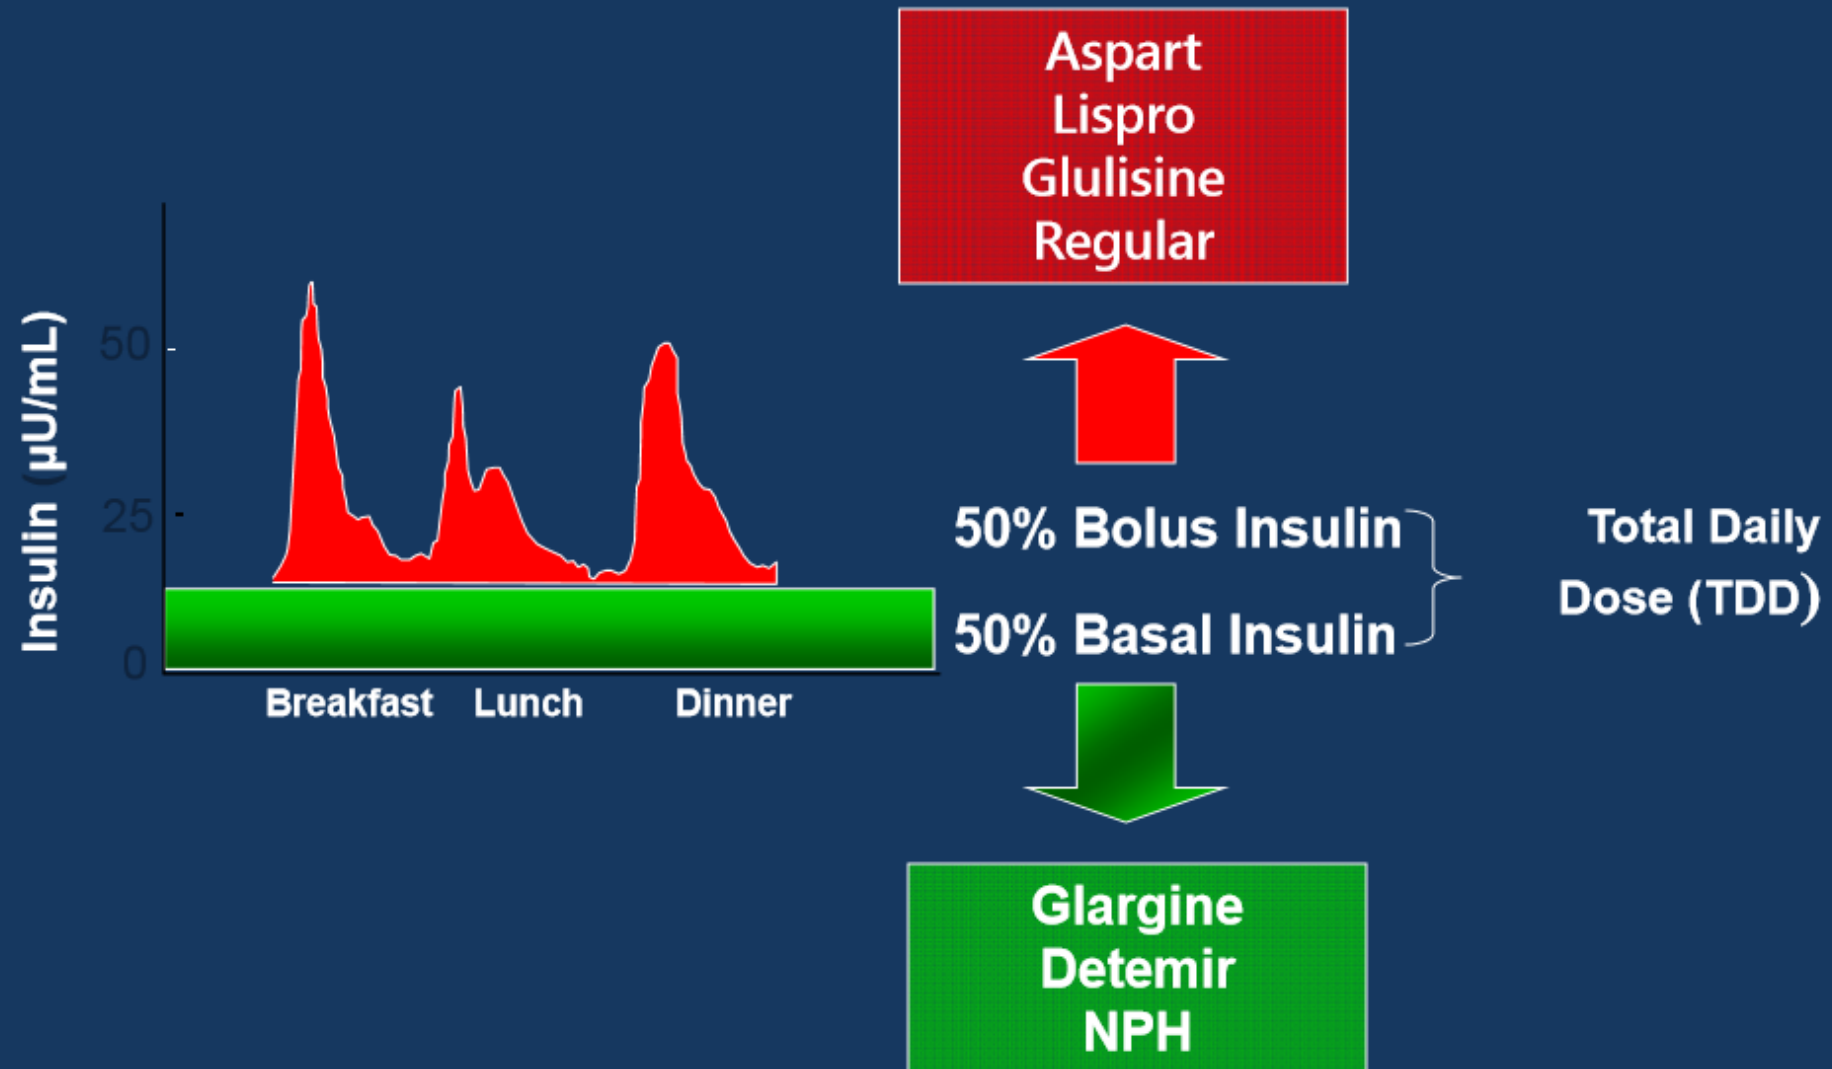 Aspart
Lispro
Glulisine
Regular
Insulin (µU/mL)
50
25
0
Breakfast Lunch Dinner
50% Bolus Insulin
50% Basal Insulin
Total Daily
Dose (TDD)
Glargine
Detemir
NPH